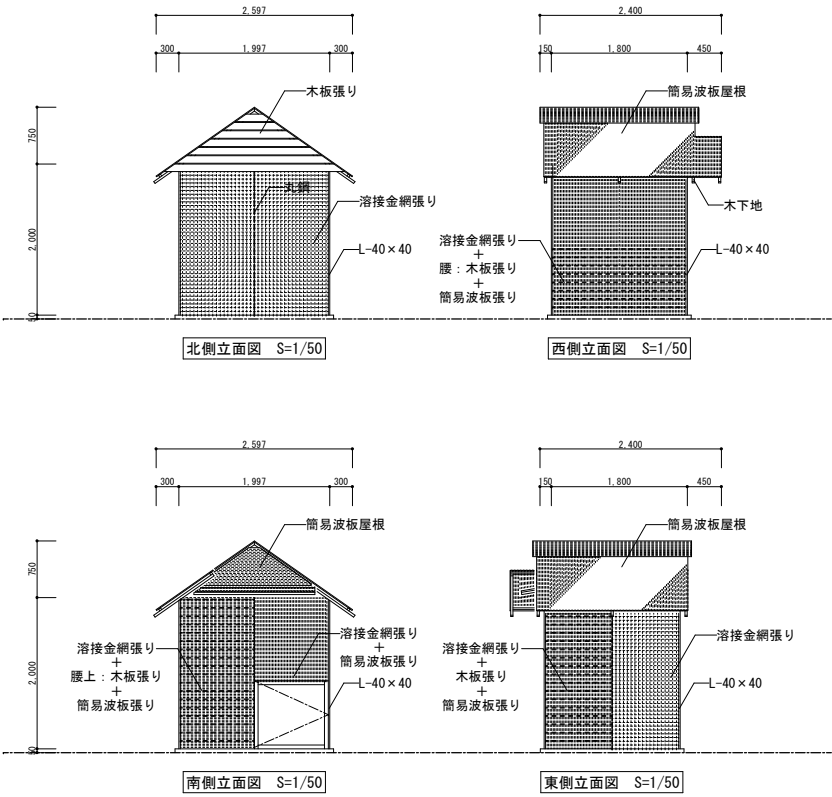 2,597
300 1,997 300
木板張り
750
丸鋼
溶接金網張り
2,000
L-40×40
50
北側立面図 S=1/50
2,400
150 1,800 450
簡易波板屋根
木下地
溶接金網張り
+
腰：木板張り
+
簡易波板張り
L-40×40
西側立面図 S=1/50
2,597
300 1,997 300
簡易波板屋根
750
溶接金網張り
+
簡易波板張り
溶接金網張り
+
腰上：木板張り
+
簡易波板張り
2,000
L-40×40
50
南側立面図 S=1/50
2,400
150 1,800 450
簡易波板屋根
溶接金網張り
溶接金網張り
+
木板張り
+
簡易波板張り
L-40×40
東側立面図 S=1/50